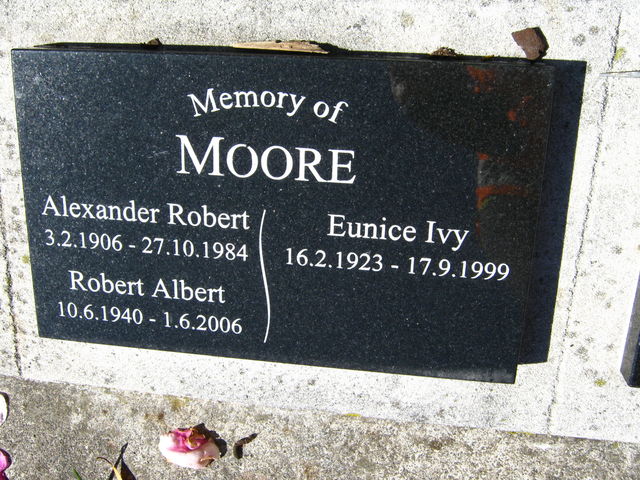 Memory of
MOORE
Alexander Robert
3.2.1906 - 27.10.1984
Robert Albert
10.6.1940 - 1.6.2006
Eunice Ivy
16.2.1923 - 17.9.1999